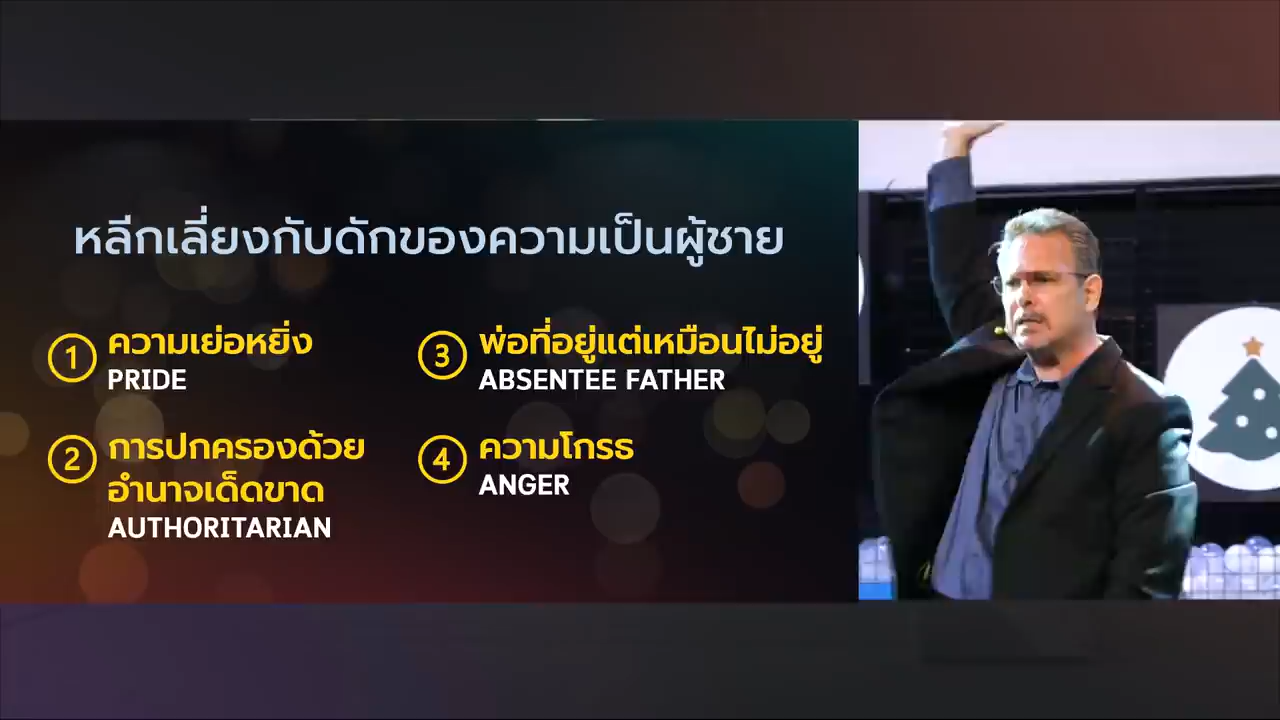 หลีกเลี่ยงกับดักของความเป็นผู้ชาย
1 ความเย่อหยิ่ง
PRIDE
2 การปกครองด้วย
อำนาจเด็ดขาด
AUTHORITARIAN
3 พ่อที่อยู่แต่เหมือนไม่อยู่
ABSENTEE FATHER
4 ความโกรธ
ANGER